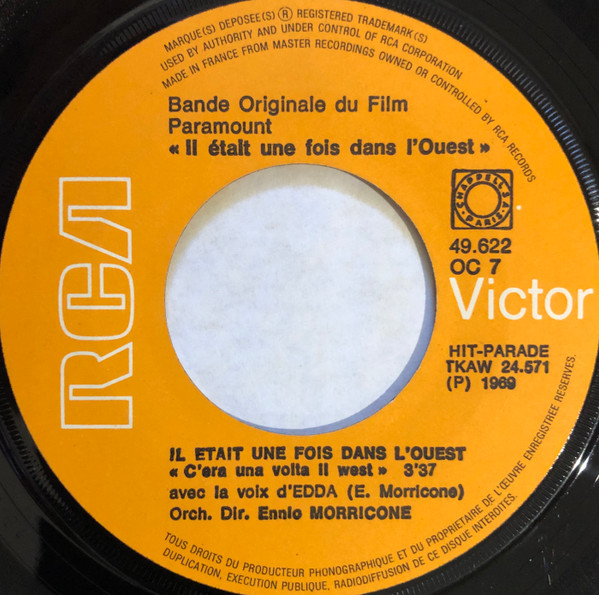 MARQUE(S) DEPOSEE(S) ® REGISTERED TRADEMARK(S)
USED BY AUTHORITY AND UNDER CONTROL OF RCA CORPORATION
MADE IN FRANCE FROM MASTER RECORDINGS OWNED OR CONTROLLED BY RCA RECORDS
Bande Originale du Film
Paramount
« Il était une fois dans l'Ouest »
RCA
CHAPPELL S.A. PARIS
49.622
OC 7
Victor
HIT-PARADE
TKAW 24.571
(P) 1969
IL ETAIT UNE FOIS DANS L'OUEST
« C'era una volta il west » 3'37
avec la voix d'EDDA (E. Morricone)
Orch. Dir. Ennio MORRICONE
TOUS DROITS DU PRODUCTEUR PHONOGRAPHIQUE ET DU PROPRIETAIRE DE L'ŒUVRE ENREGISTREE RESERVES.
DUPLICATION, EXECUTION PUBLIQUE, RADIODIFFUSION DE CE DISQUE INTERDITES.